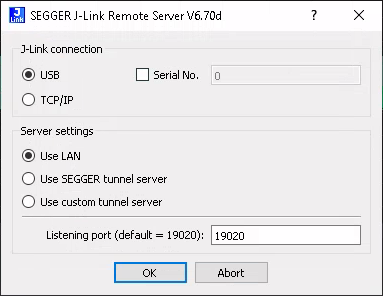 J-Link SEGGER J-Link Remote Server V6.70d ?
J-Link connection
USB Serial No. 0
TCP/IP
Server settings
Use LAN
Use SEGGER tunnel server
Use custom tunnel server
Listening port (default = 19020): 19020
OK Abort